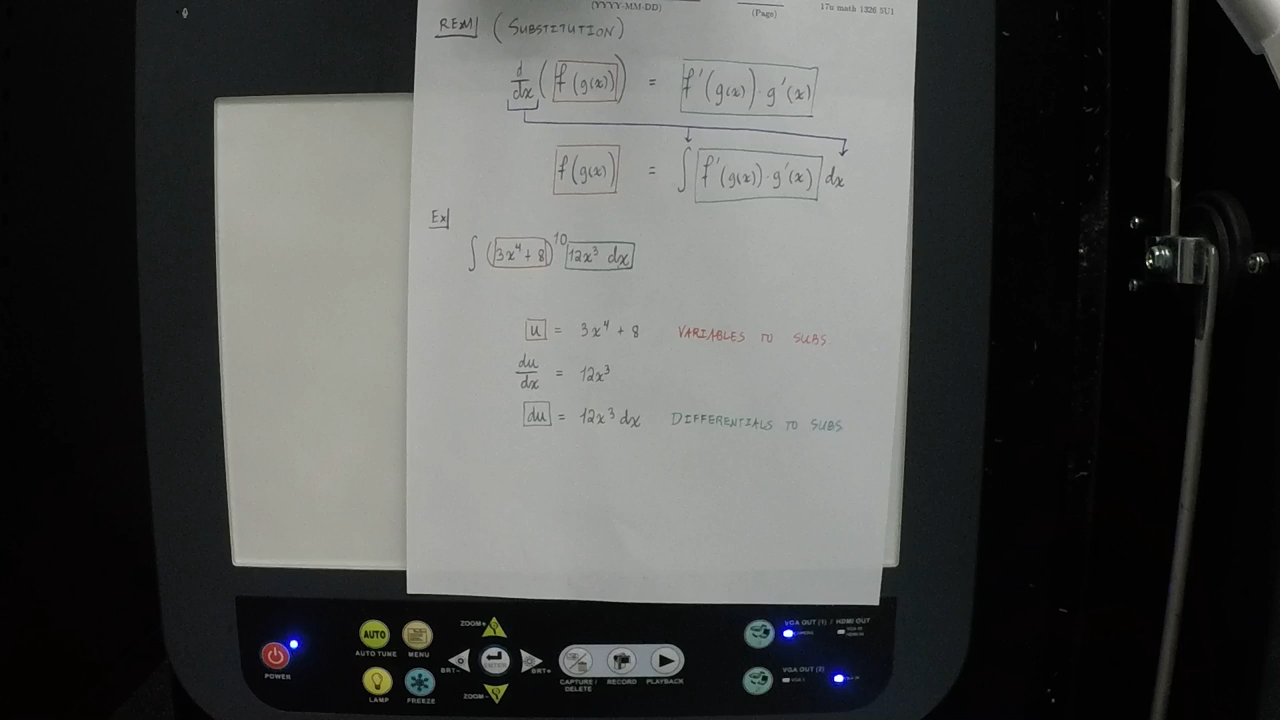 (YYYY-MM-DD)
(Page)
17u math 1326 5U1
REM (SUBSTITUTION)
d/dx (f(g(x))) = f'(g(x))·g'(x)
f(g(x)) = ∫ f'(g(x))·g'(x) dx
Ex
∫ (3x⁴ + 8)¹⁰ 12x³ dx
u = 3x⁴ + 8 VARIABLES TO SUBS
du/dx = 12x³
du = 12x³ dx DIFFERENTIALS TO SUBS
POWER
AUTO
AUTO TUNE
MENU
LAMP
FREEZE
ZOOM+
BRT-
ENTER
BRT+
ZOOM-
CAPTURE / DELETE
RECORD
PLAYBACK
VGA OUT (1) / HDMI OUT
CAMERA
VGA OUT (2)